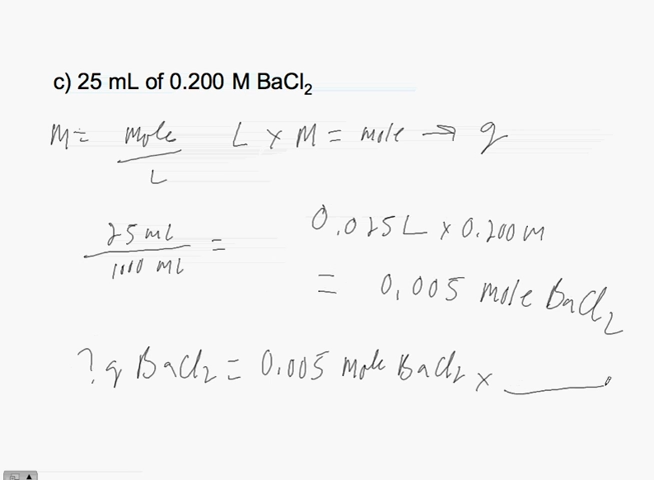 c) 25 mL of 0.200 M BaCl2
M= mole/L L x M = mole → g
25 mL/1000 mL = 0.025 L x 0.200 M
= 0.005 mole BaCl2
? g BaCl2 = 0.005 mole BaCl2 x